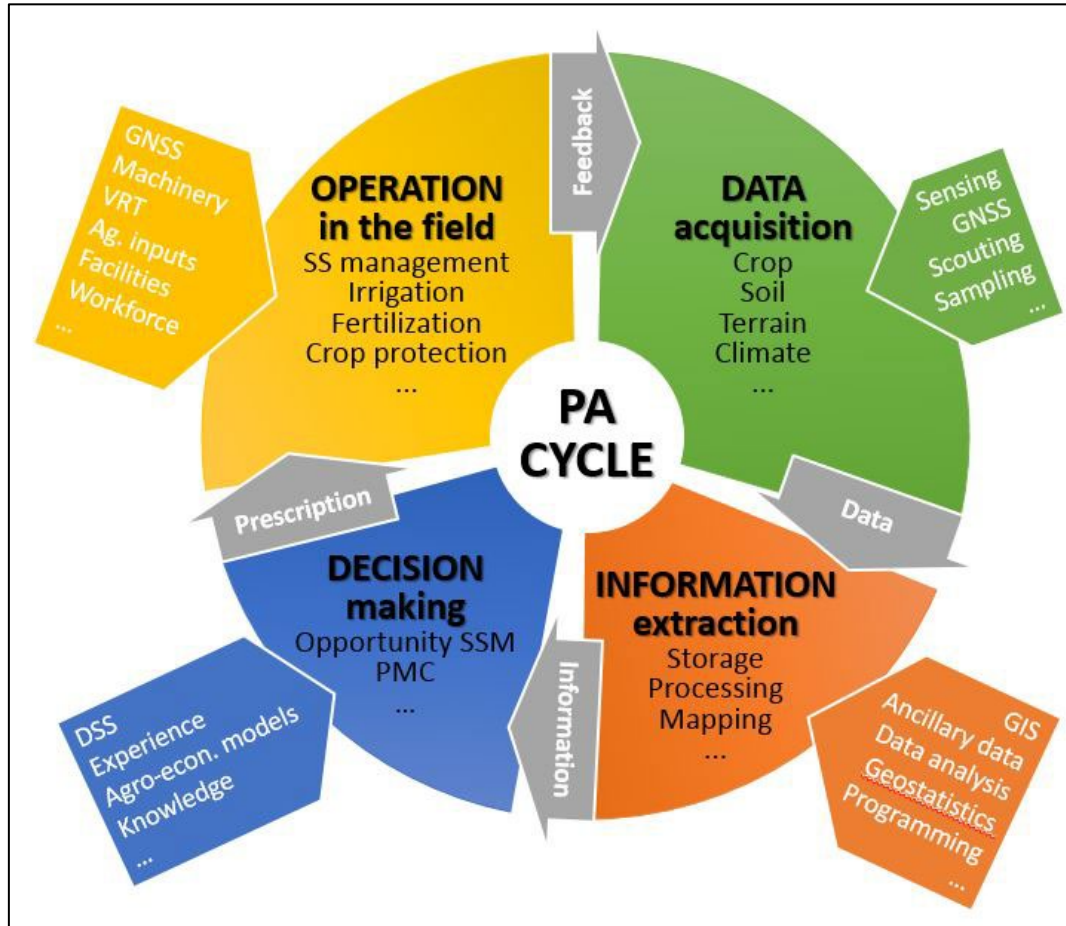 PA
CYCLE
Feedback
DATA
acquisition
Crop
Soil
Terrain
Climate
...
Sensing
GNSS
Scouting
Sampling
...
Data
INFORMATION
extraction
Storage
Processing
Mapping
...
GIS
Ancillary data
Data analysis
Geostatistics
Programming
...
Information
DECISION
making
Opportunity SSM
PMC
...
DSS
Experience
Agro-econ. models
Knowledge
...
Prescription
OPERATION
in the field
SS management
Irrigation
Fertilization
Crop protection
...
GNSS
Machinery
VRT
Ag. inputs
Facilities
Workforce
...